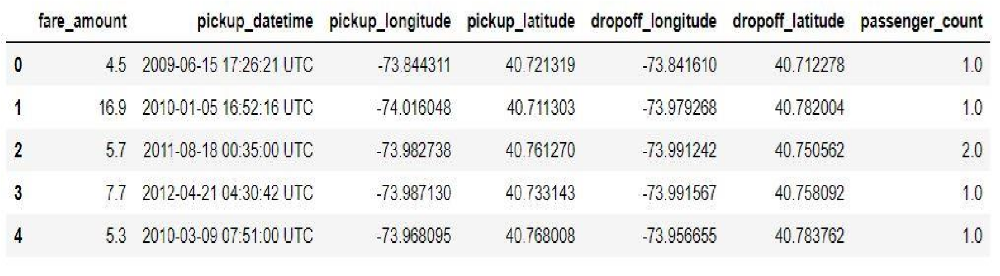 fare_amount pickup_datetime pickup_longitude pickup_latitude dropoff_longitude dropoff_latitude passenger_count
0 4.5 2009-06-15 17:26:21 UTC -73.844311 40.721319 -73.841610 40.712278 1.0
1 16.9 2010-01-05 16:52:16 UTC -74.016048 40.711303 -73.979268 40.782004 1.0
2 5.7 2011-08-18 00:35:00 UTC -73.982738 40.761270 -73.991242 40.750562 2.0
3 7.7 2012-04-21 04:30:42 UTC -73.987130 40.733143 -73.991567 40.758092 1.0
4 5.3 2010-03-09 07:51:00 UTC -73.968095 40.768008 -73.956655 40.783762 1.0